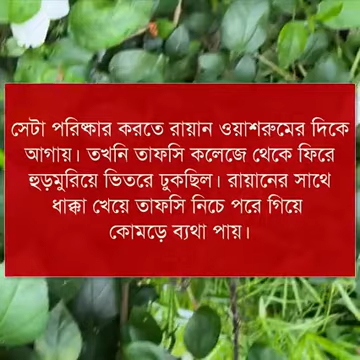 সেটা পরিষ্কার করতে রায়ান ওয়াশরুমের দিকে
আগায়। তখনি তাফসি কলেজে থেকে ফিরে
হুড়মুরিয়ে ভিতরে ঢুকছিল। রায়ানের সাথে
ধাক্কা খেয়ে তাফসি নিচে পরে গিয়ে
কোমড়ে ব্যথা পায়।